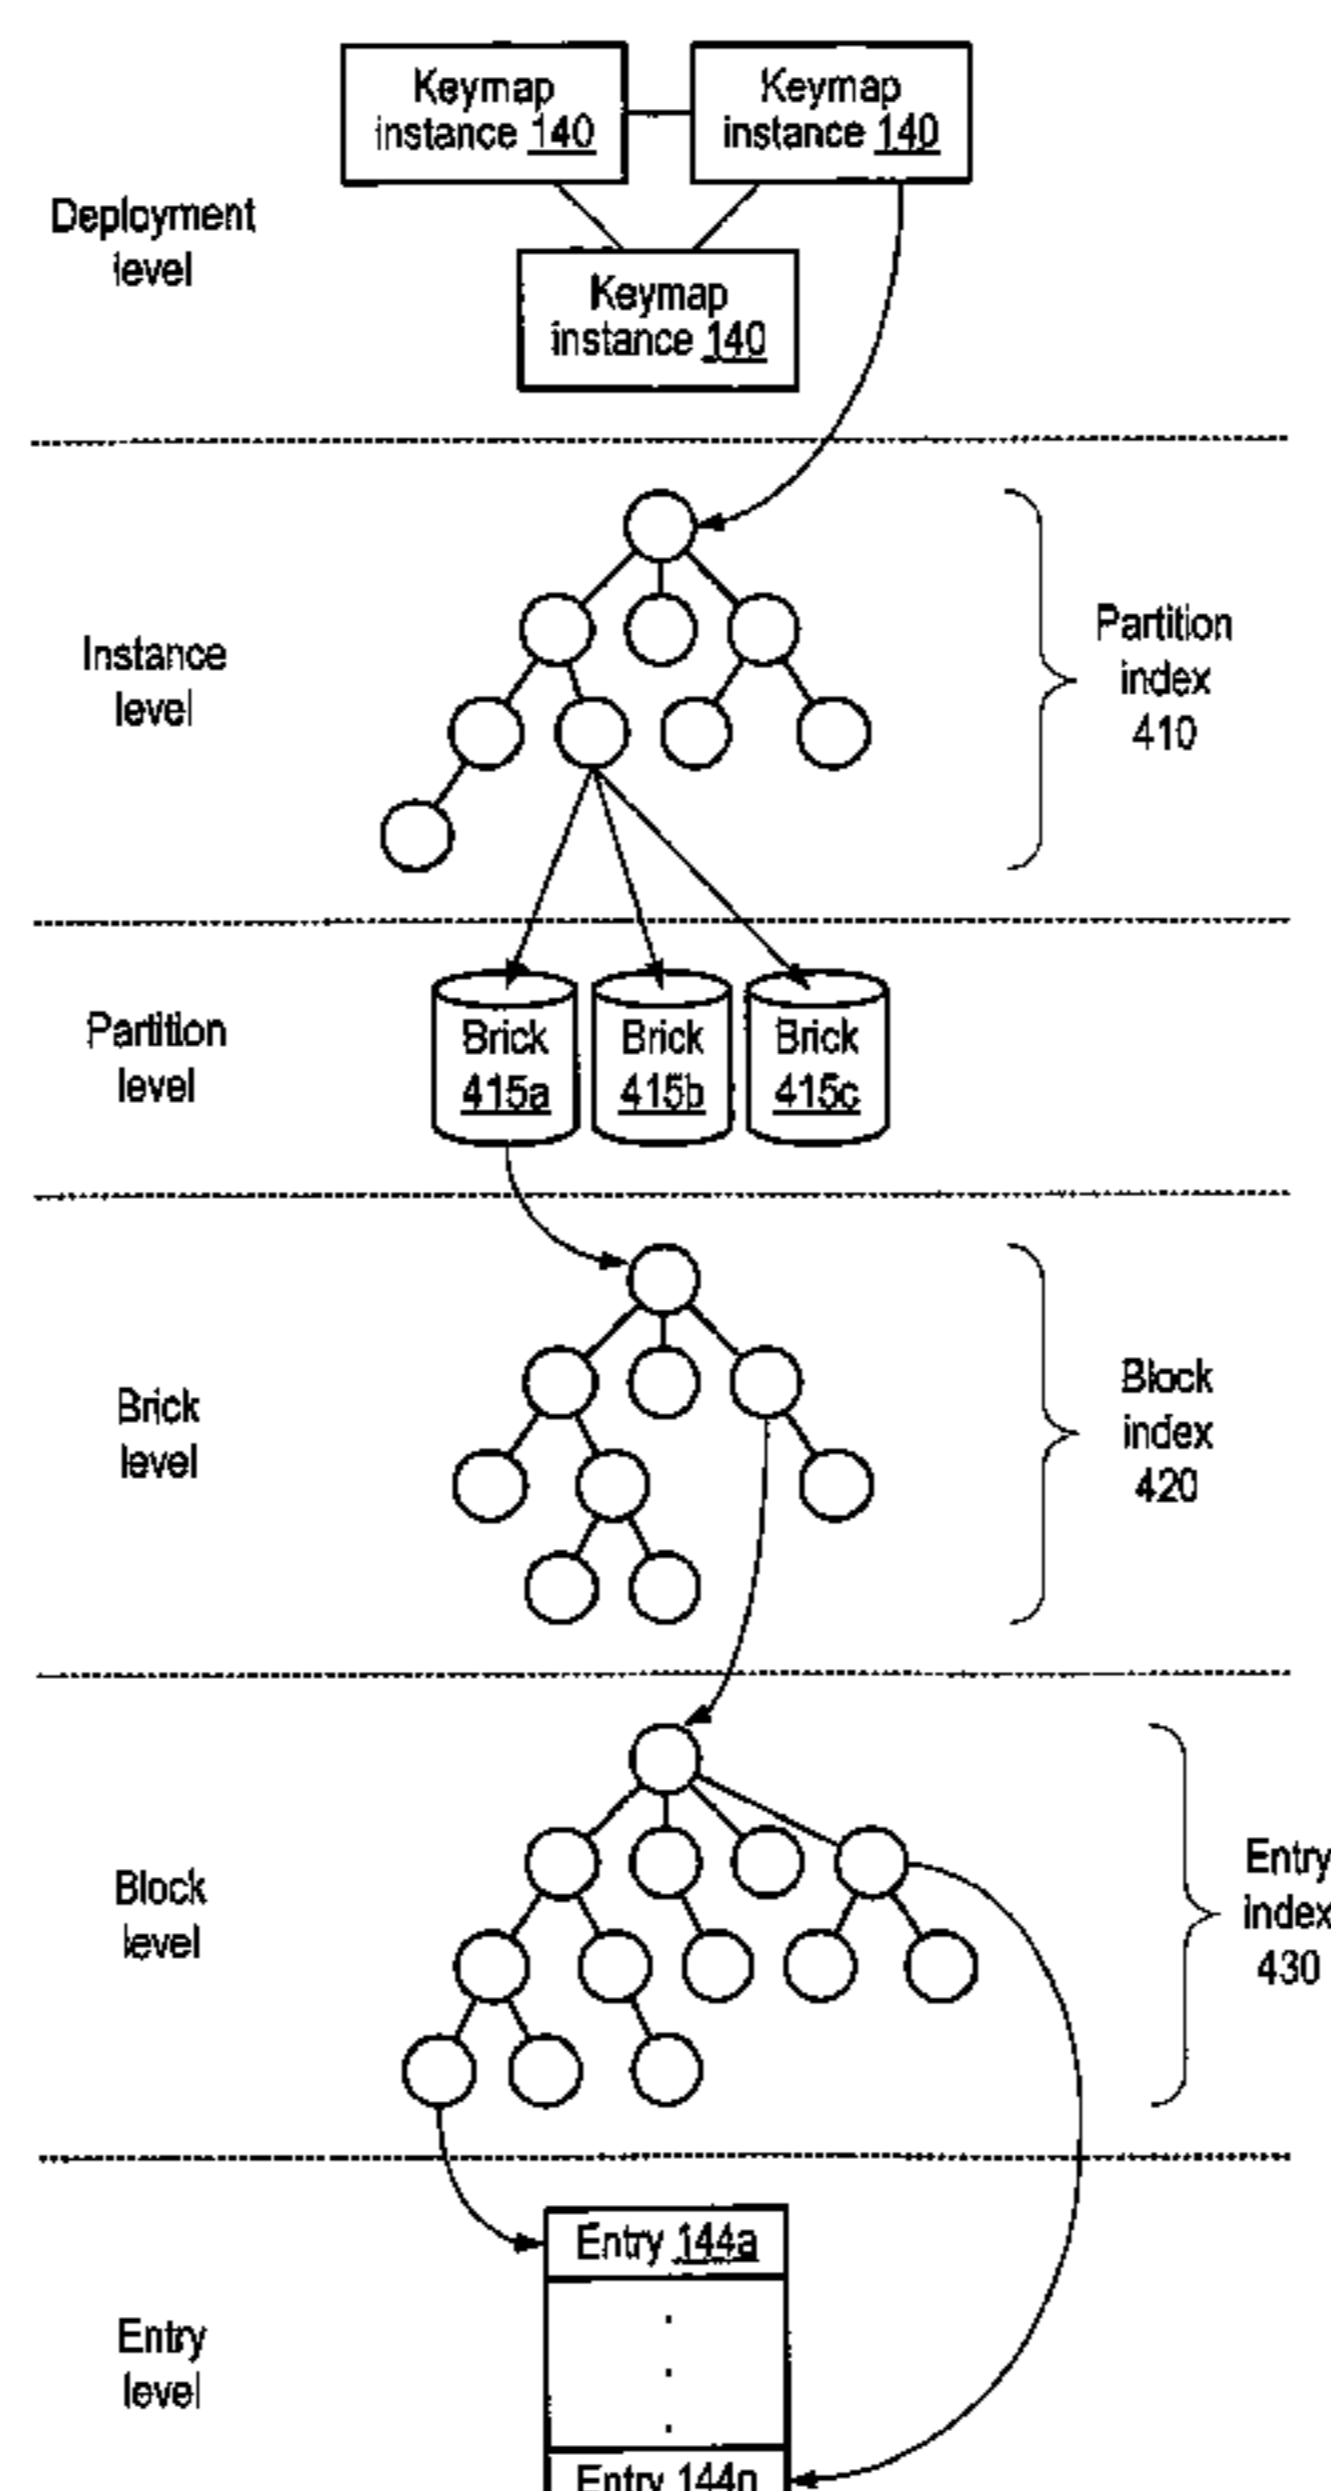 Keymap
instance 140
Keymap
instance 140
Deployment
level
Keymap
instance 140
Instance
level
Partition
index
410
Partition
level
Brick
415a
Brick
415b
Brick
415c
Brick
level
Block
index
420
Block
level
Entry
index
430
Entry 144a
Entry
level
Entry 144n